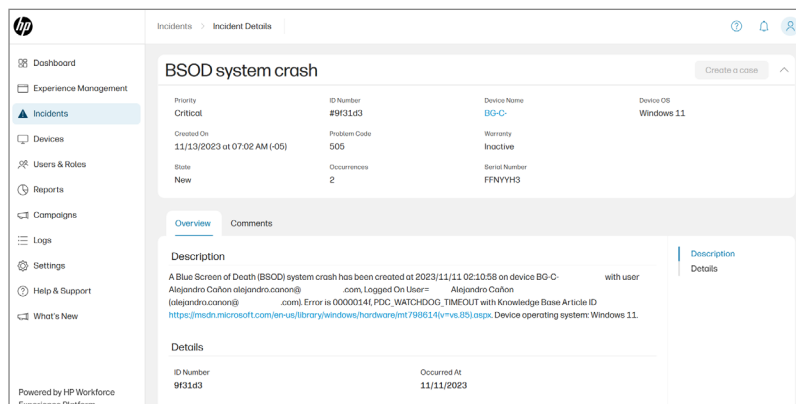 hp
Incidents > Incident Details
Dashboard
Experience Management
Incidents
Devices
Users & Roles
Reports
Campaigns
Logs
Settings
Help & Support
What's New
Powered by HP Workforce
Experience Platform
BSOD system crash
Create a case
Priority ID Number Device Name Device OS
Critical #9f31d3 BG-C- Windows 11
Created On Problem Code Warranty
11/13/2023 at 07:02 AM (-05) 505 Inactive
State Occurrences Serial Number
New 2 FFNYYH3
Overview Comments
Description
A Blue Screen of Death (BSOD) system crash has been created at 2023/11/11 02:10:58 on device BG-C- with user
Alejandro Cañon alejandro.canon@ .com, Logged On User= Alejandro Cañon
(alejandro.canon@ .com). Error is 0000014f, PDC_WATCHDOG_TIMEOUT with Knowledge Base Article ID
https://msdn.microsoft.com/en-us/library/windows/hardware/mt798614(v=vs.85).aspx. Device operating system: Windows 11.
Details
ID Number Occurred At
9f31d3 11/11/2023
Description
Details